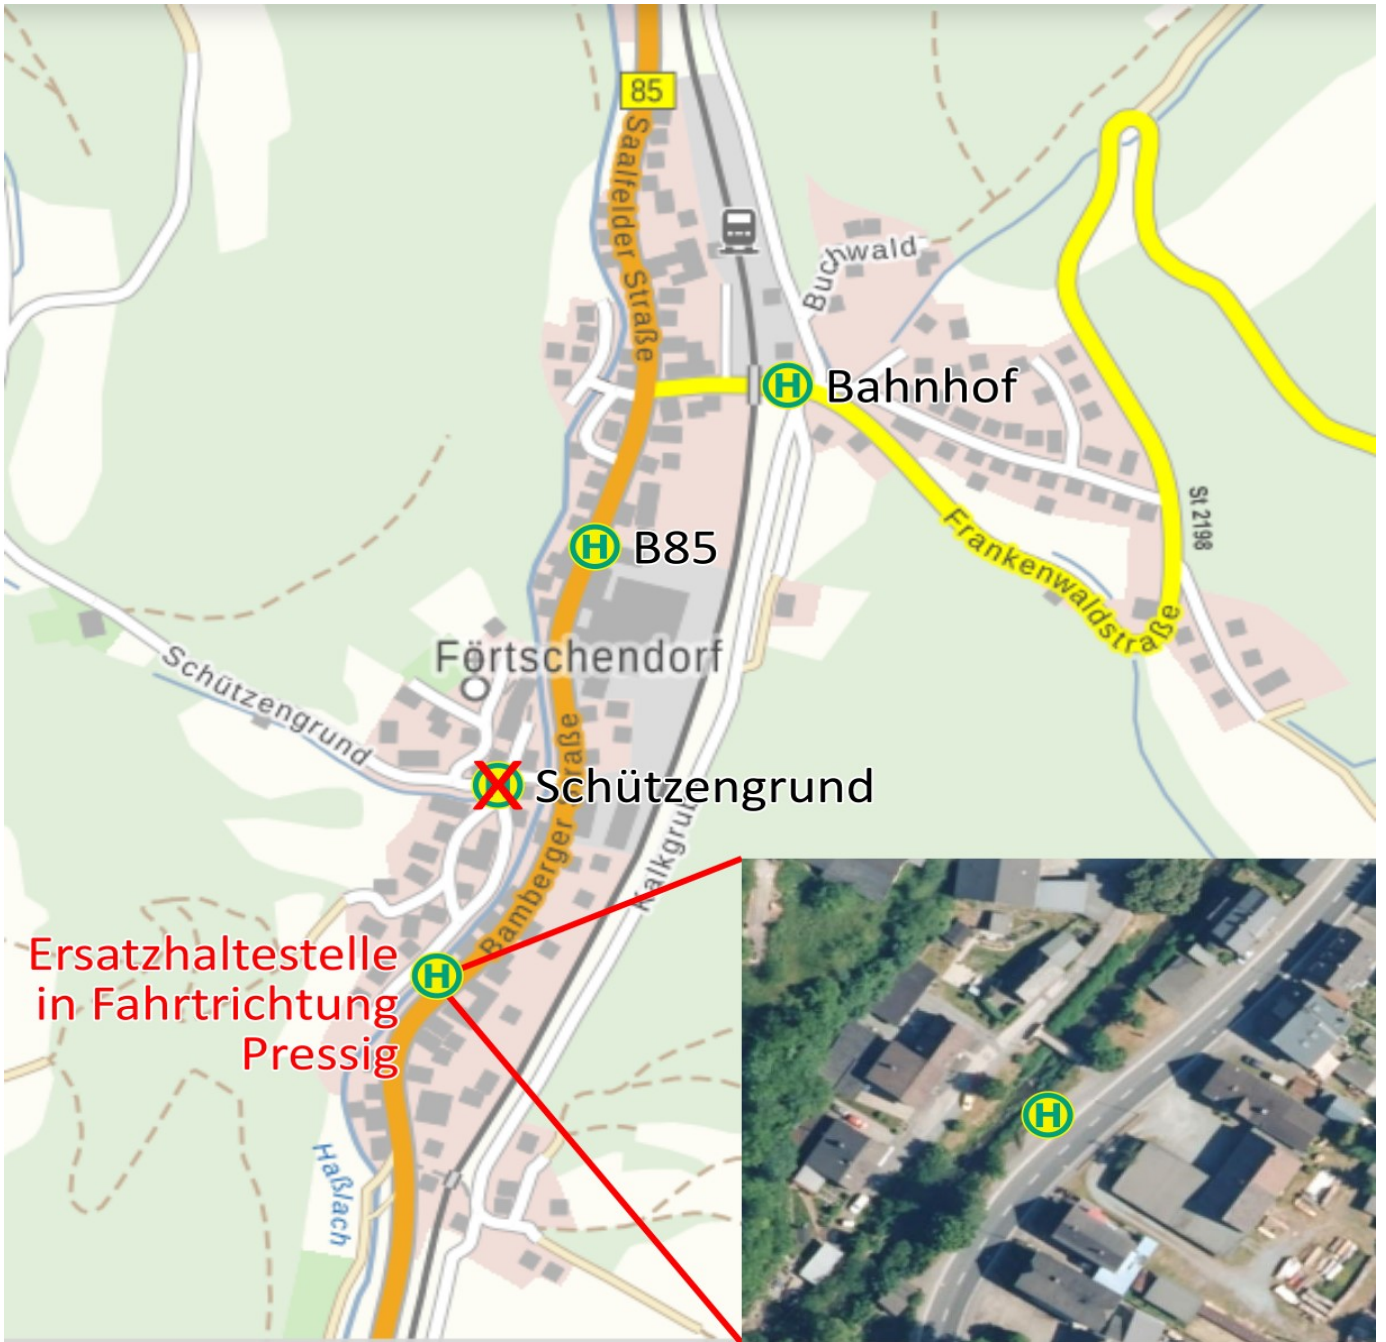 85
Saalfelder Straße
Buchwald
H Bahnhof
St 2198
Frankenwaldstraße
H B85
Förtschendorf
Schützengrund
H Schützengrund
Bamberger Straße
Kalkgrub
Ersatzhaltestelle
in Fahrtrichtung
Pressig
H
H
Haßlach